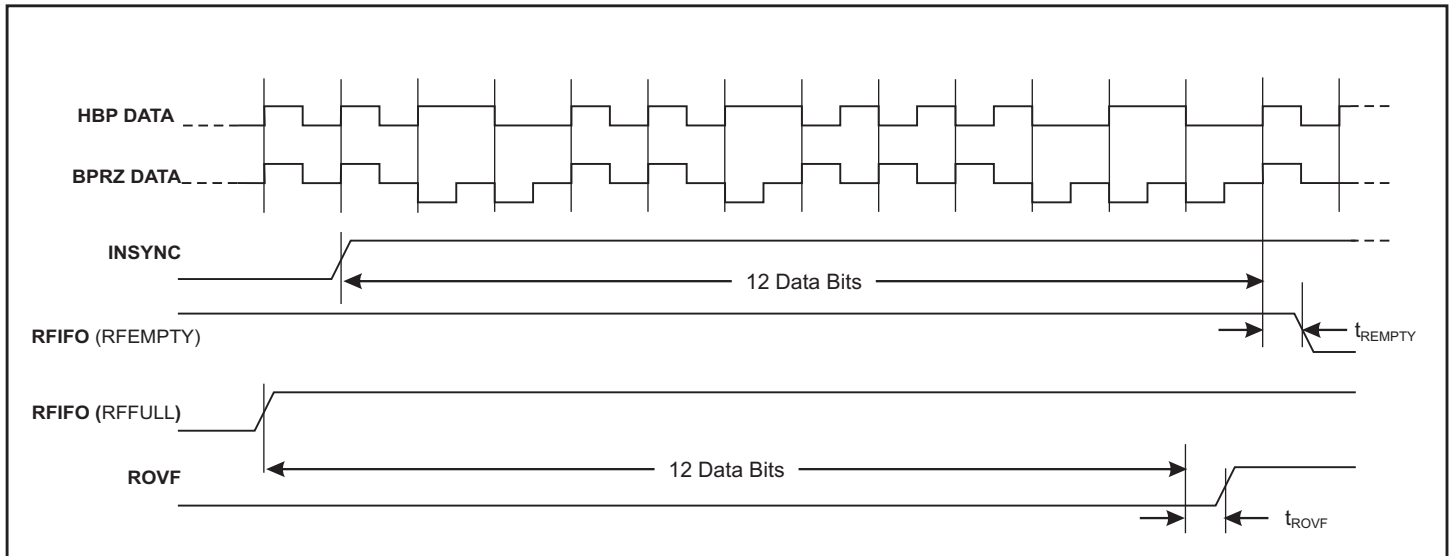 HBP DATA
BPRZ DATA
INSYNC
12 Data Bits
RFIFO (RFEMPTY)
tREMPTY
RFIFO (RFFULL)
12 Data Bits
ROVF
tROVF